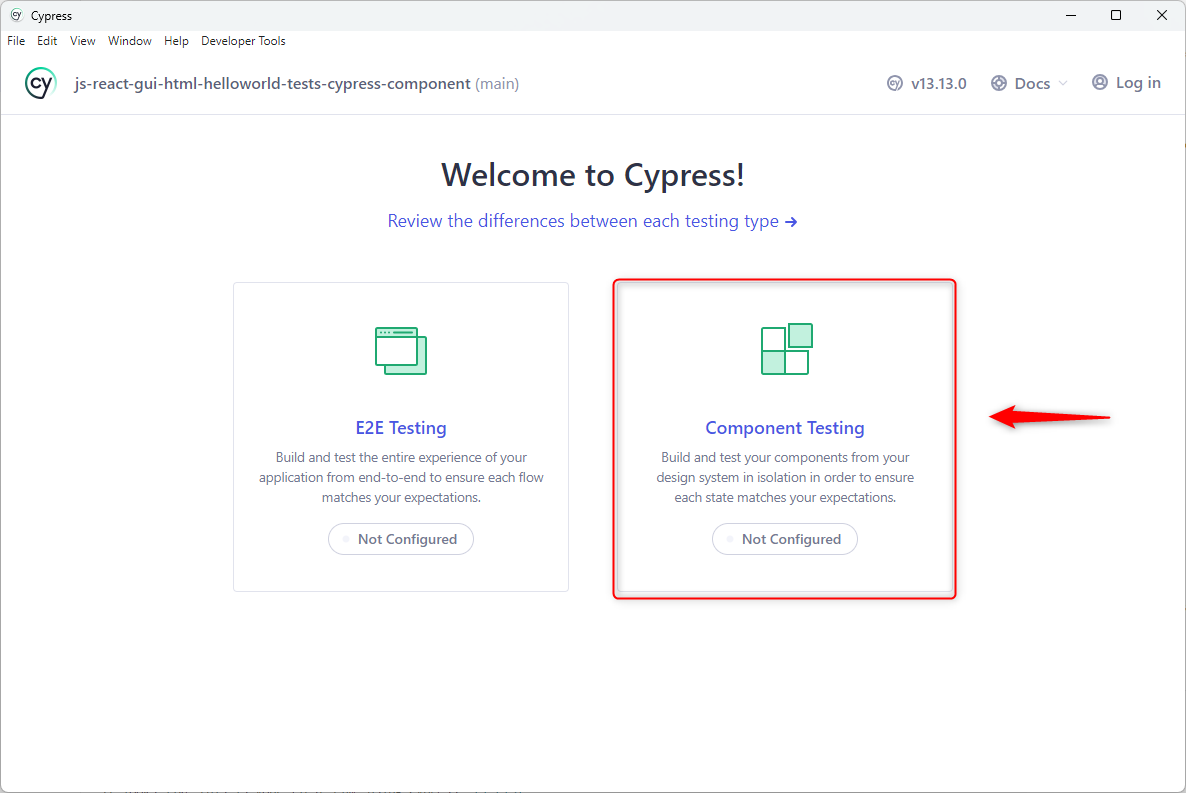 cy Cypress
File Edit View Window Help Developer Tools
cy js-react-gui-html-helloworld-tests-cypress-component (main) cy v13.13.0 Docs Log in
Welcome to Cypress!
Review the differences between each testing type →
E2E Testing
Build and test the entire experience of your
application from end-to-end to ensure each flow
matches your expectations.
Not Configured
Component Testing
Build and test your components from your
design system in isolation in order to ensure
each state matches your expectations.
Not Configured